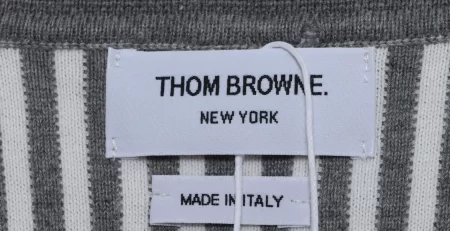 THOM BROWNE.
NEW YORK
MADE IN ITALY